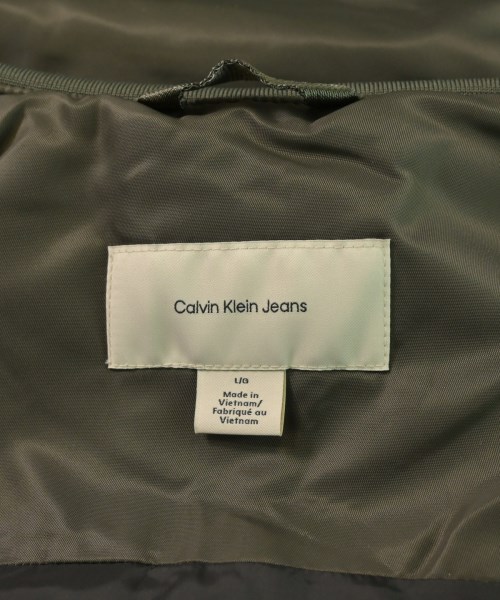 Calvin Klein Jeans
L/G
Made in
Vietnam/
Fabriqué au
Vietnam